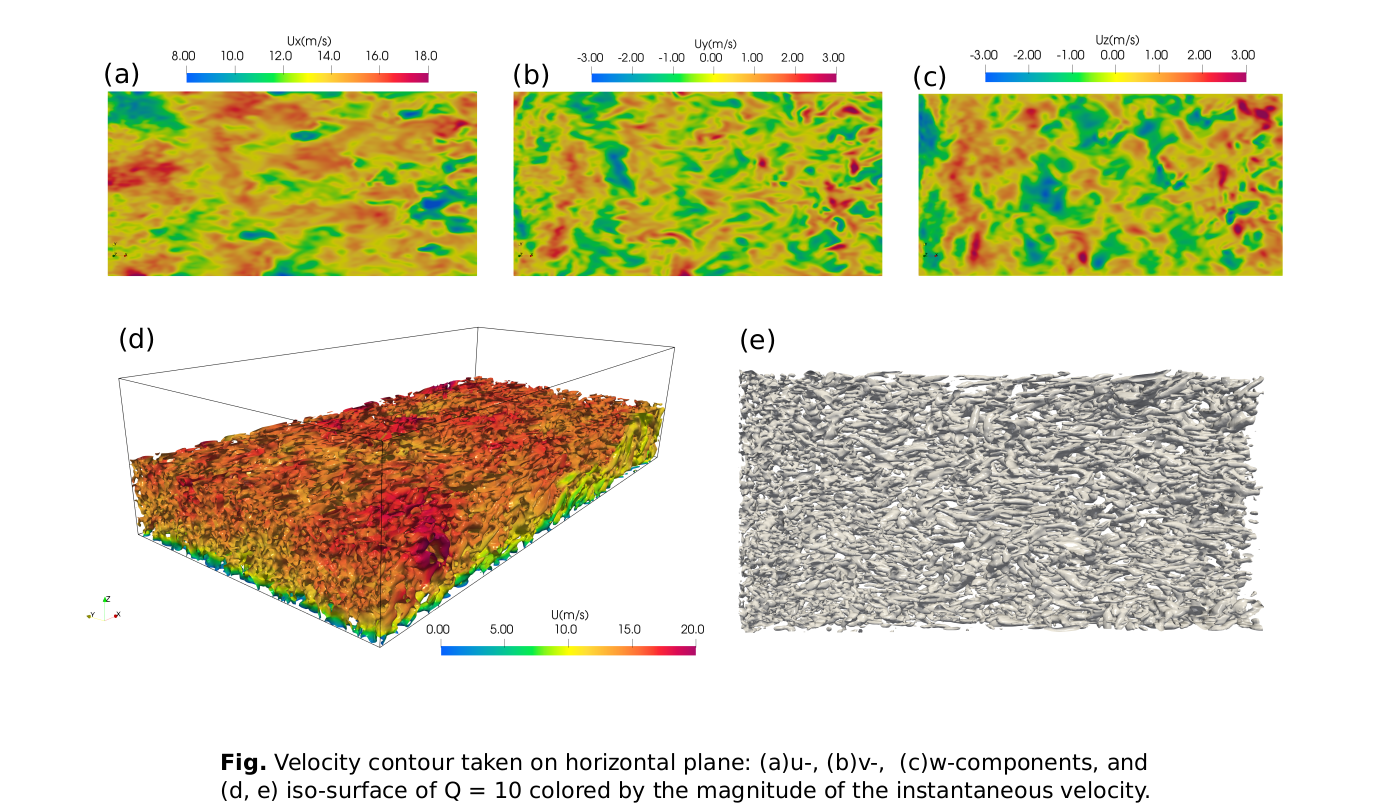 Ux(m/s)
8.00 10.0 12.0 14.0 16.0 18.0
(a)
Uy(m/s)
-3.00 -2.00 -1.00 0.00 1.00 2.00 3.00
(b)
Uz(m/s)
-3.00 -2.00 -1.00 0.00 1.00 2.00 3.00
(c)
(d)
(e)
Z
Y X
U(m/s)
0.00 5.00 10.0 15.0 20.0
Fig. Velocity contour taken on horizontal plane: (a)u-, (b)v-, (c)w-components, and
(d, e) iso-surface of Q = 10 colored by the magnitude of the instantaneous velocity.